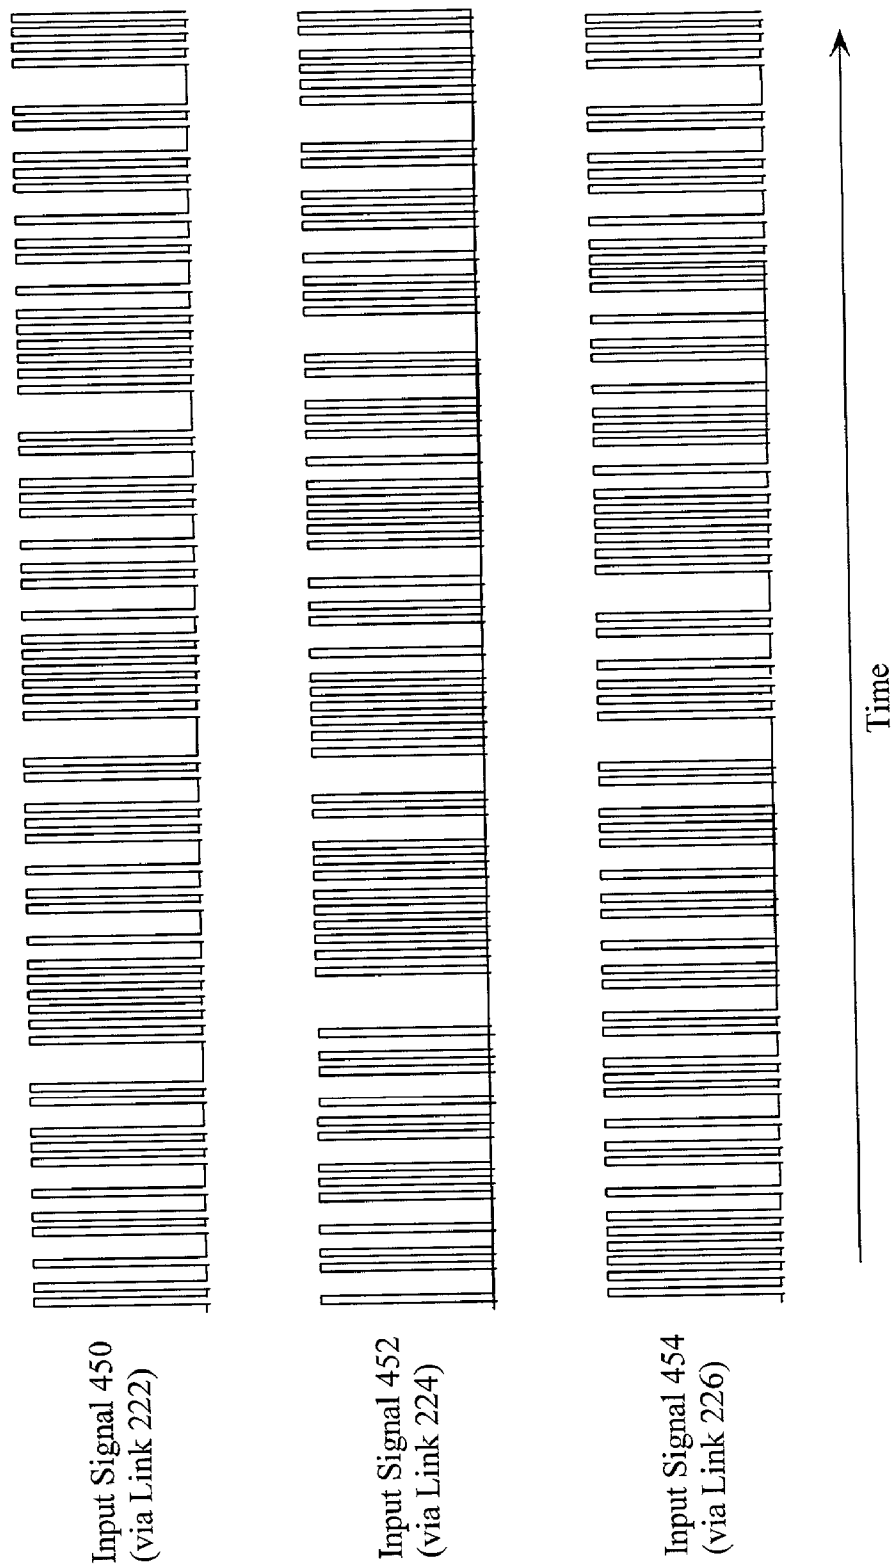 Input Signal 450
(via Link 222)
Input Signal 452
(via Link 224)
Input Signal 454
(via Link 226)
Time